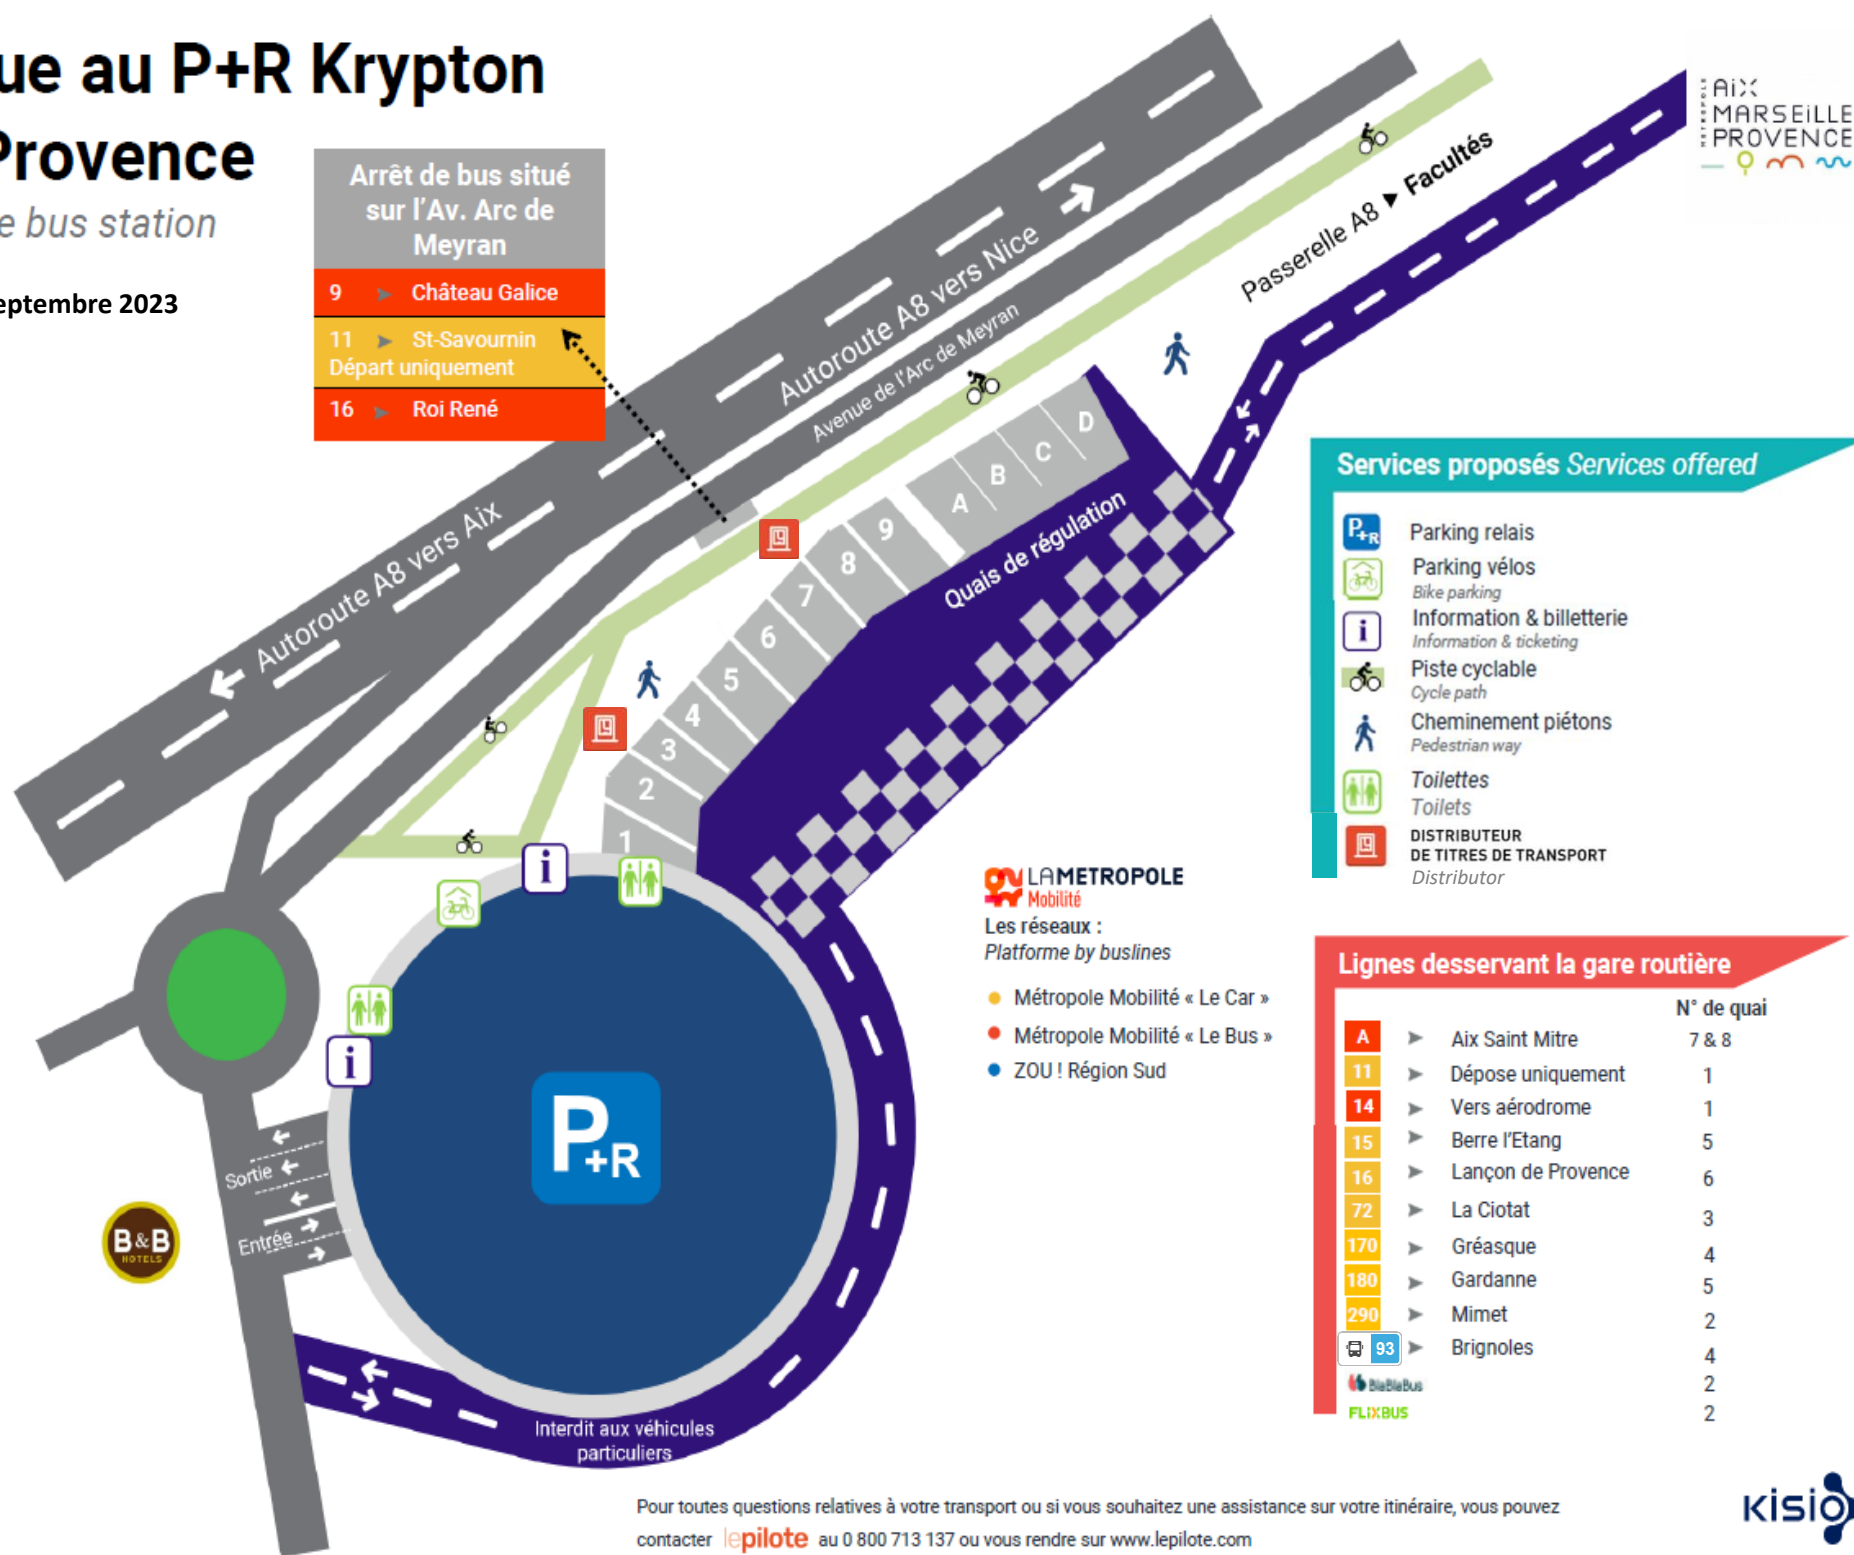 ue au P+R Krypton
Provence
e bus station
eptembre 2023
Arrêt de bus situé
sur l'Av. Arc de
Meyran
9 ➤ Château Galice
11 ➤ St-Savournin
Départ uniquement
16 ➤ Roi René
Autoroute A8 vers Nice
Avenue de l'Arc de Meyran
Autoroute A8 vers Aix
Passerelle A8 ► Facultés
AiX
MARSEILLE
PROVENCE
METROPOLE
D
C
B
A
9
8
7
6
5
4
3
2
1
Quais de régulation
Services proposés Services offered
P+R Parking relais
Parking vélos
Bike parking
i Information & billetterie
Information & ticketing
Piste cyclable
Cycle path
Cheminement piétons
Pedestrian way
Toilettes
Toilets
DISTRIBUTEUR
DE TITRES DE TRANSPORT
Distributor
i
i
P+R
Sortie
Entrée
B&B
HOTELS
Interdit aux véhicules
particuliers
LAMETROPOLE
Mobilité
Les réseaux :
Platforme by buslines
Métropole Mobilité « Le Car »
Métropole Mobilité « Le Bus »
ZOU ! Région Sud
Lignes desservant la gare routière
N° de quai
A ➤ Aix Saint Mitre 7 & 8
11 ➤ Dépose uniquement 1
14 ➤ Vers aérodrome 1
15 ➤ Berre l'Etang 5
16 ➤ Lançon de Provence 6
72 ➤ La Ciotat 3
170 ➤ Gréasque 4
180 ➤ Gardanne 5
290 ➤ Mimet 2
93 ➤ Brignoles 4
BlaBlaBus 2
FLiXBUS 2
Pour toutes questions relatives à votre transport ou si vous souhaitez une assistance sur votre itinéraire, vous pouvez
contacter lepilote au 0 800 713 137 ou vous rendre sur www.lepilote.com
kisio